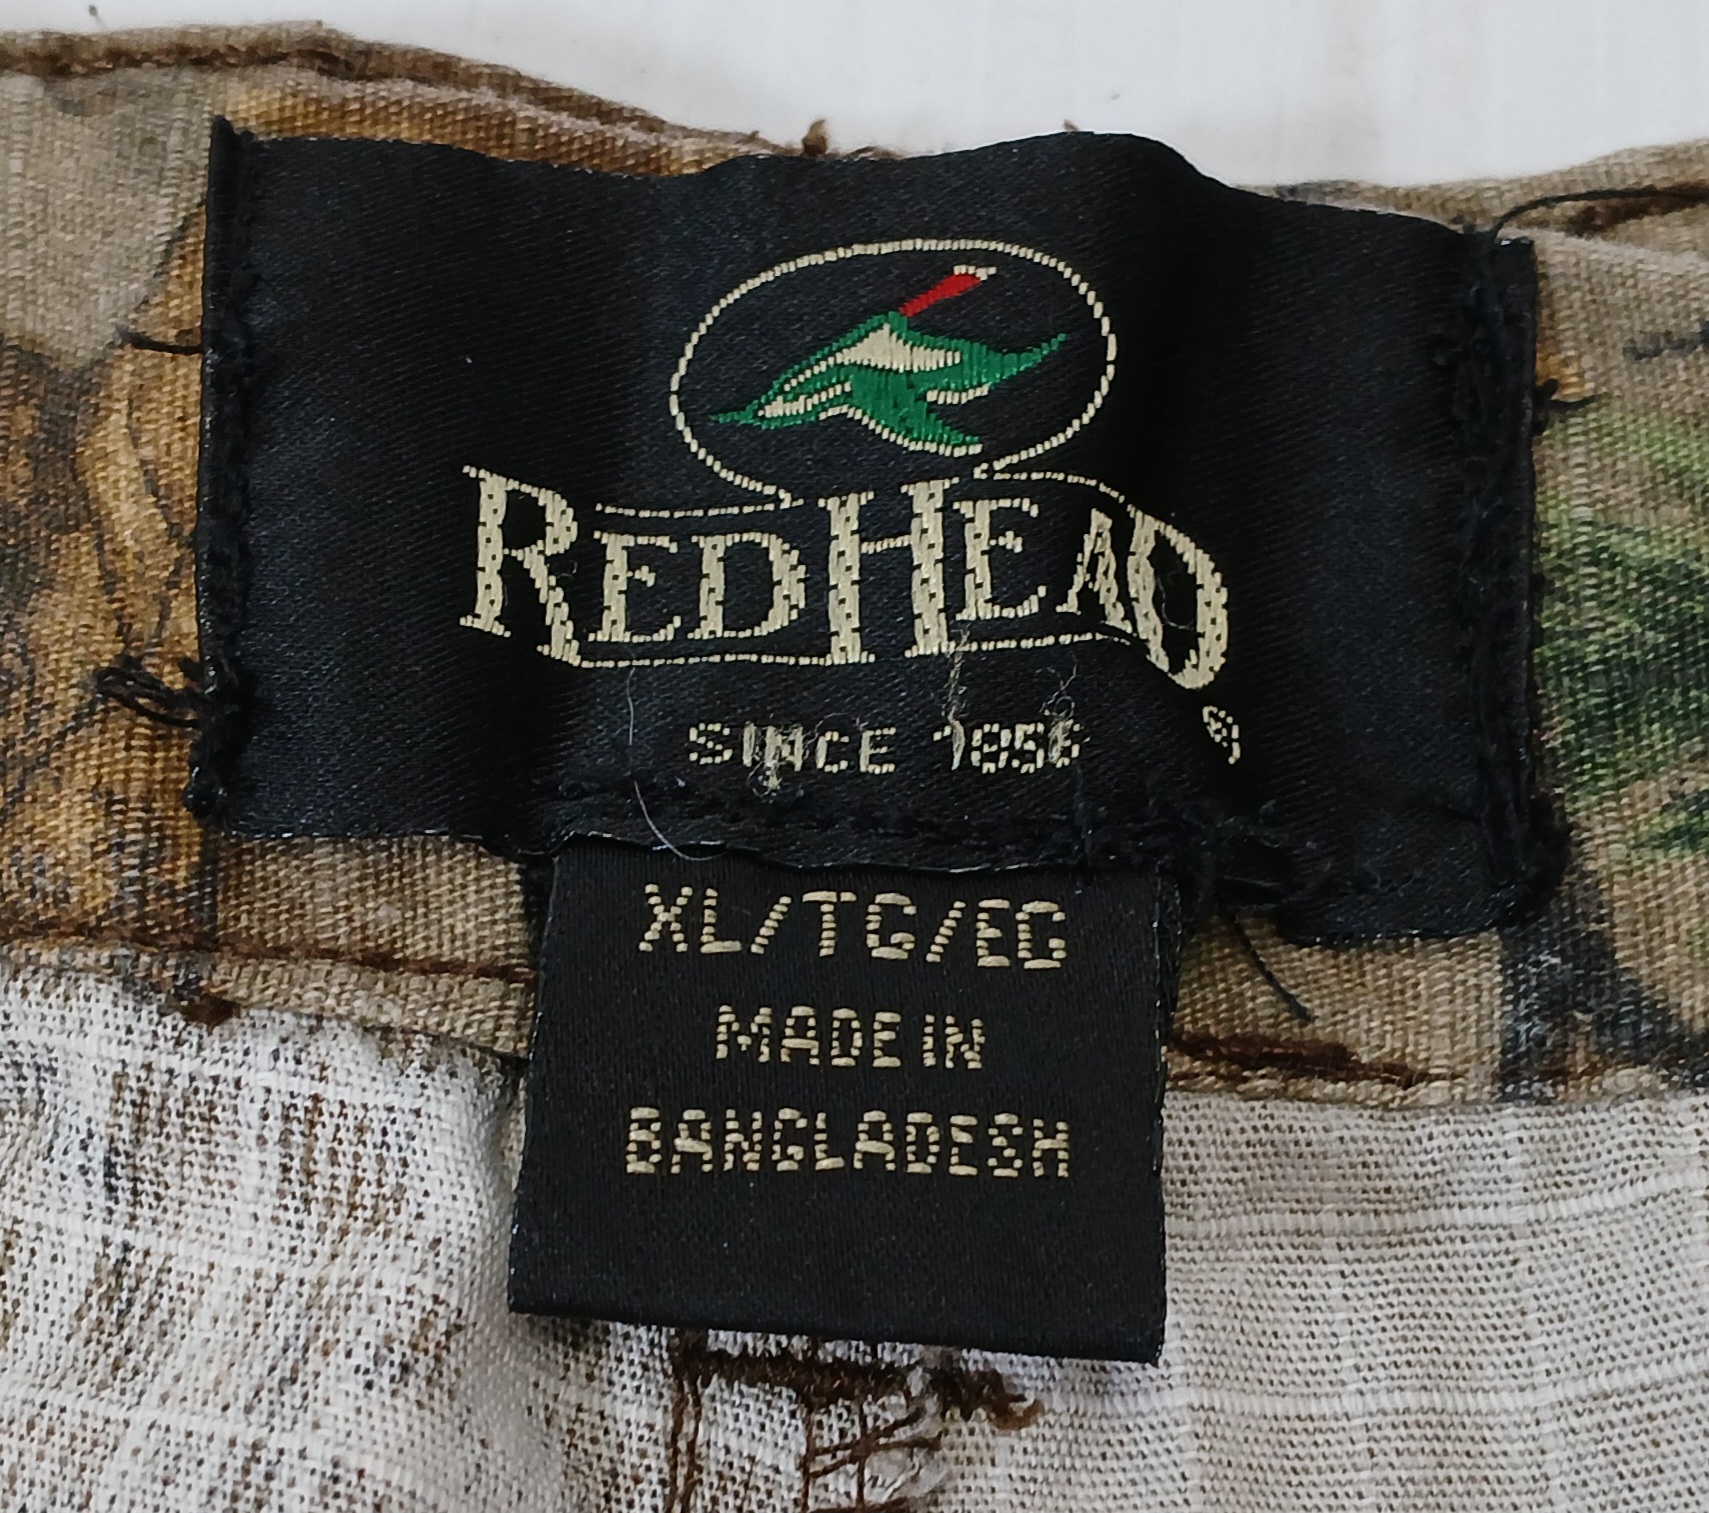 REDHEAD
®
SINCE 1856
XL/TG/EG
MADE IN
BANGLADESH